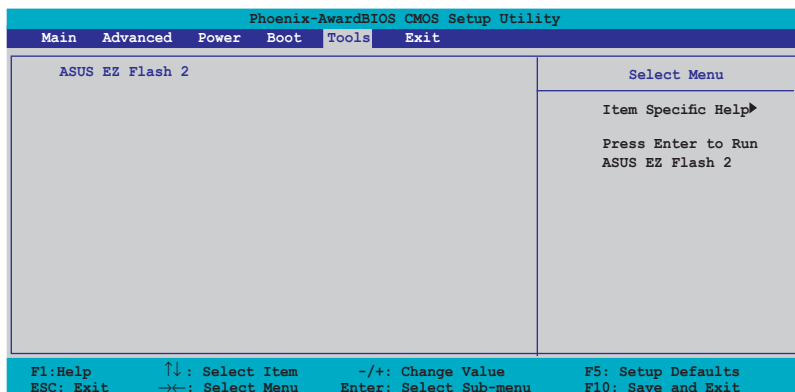 Phoenix-AwardBIOS CMOS Setup Utility
Main Advanced Power Boot Tools Exit
ASUS EZ Flash 2
Select Menu
Item Specific Help▶
Press Enter to Run
ASUS EZ Flash 2
F1:Help ↑↓: Select Item -/+: Change Value F5: Setup Defaults
ESC: Exit →←: Select Menu Enter: Select Sub-menu F10: Save and Exit